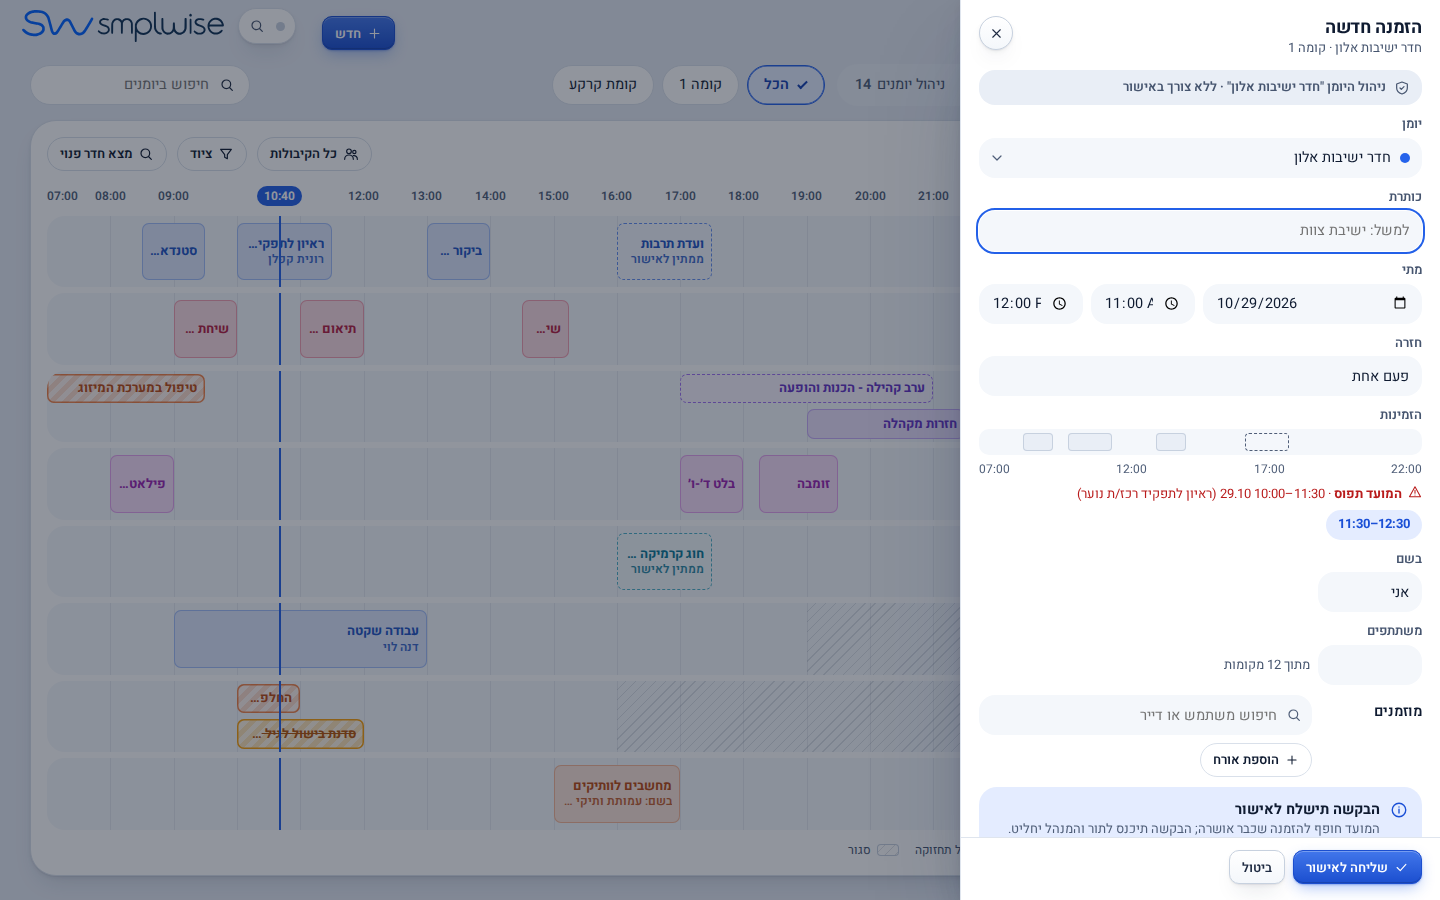 הזמנה חדשה
חדר ישיבות אלון · קומה 1
ניהול היומן "חדר ישיבות אלון" · ללא צורך באישור
יומן
חדר ישיבות אלון
כותרת
למשל: ישיבת צוות
מתי
10/29/2026
11:00 A
12:00 P
חזרה
פעם אחת
הזמינות
07:00 12:00 17:00 22:00
המועד תפוס · 29.10 10:00–11:30 (ראיון לתפקיד רכז/ת נוער)
11:30–12:30
בשם
אני
משתתפים
מתוך 12 מקומות
מוזמנים
חיפוש משתמש או דייר
הוספת אורח
הבקשה תישלח לאישור
המועד חופף להזמנה שכבר אושרה; הבקשה תיכנס לתור והמנהל יחליט.
שליחה לאישור
ביטול
smplwise
חדש
ניהול יומנים 14
הכל
קומה 1
קומת קרקע
חיפוש ביומנים
כל הקיבולות
ציוד
מצא חדר פנוי
07:00 08:00 09:00 10:40 12:00 13:00 14:00 15:00 16:00 17:00 18:00 19:00 20:00 21:00
סטנדא...
ראיון לתפקי...
רונית קפלן
ביקור ...
ועדת תרבות
ממתין לאישור
שיחת ...
תיאום ...
שי...
טיפול במערכת המיזוג
ערב קהילה - הכנות והופעה
חזרות מקהלה
פילאט...
בלט ד׳-ו׳
זומבה
חוג קרמיקה ...
ממתין לאישור
עבודה שקטה
דנה לוי
החלפ...
סדנת בישול לגיל ...
מחשבים לוותיקים
בשם: עמותת ותיקי ...
תחזוקה
סגור